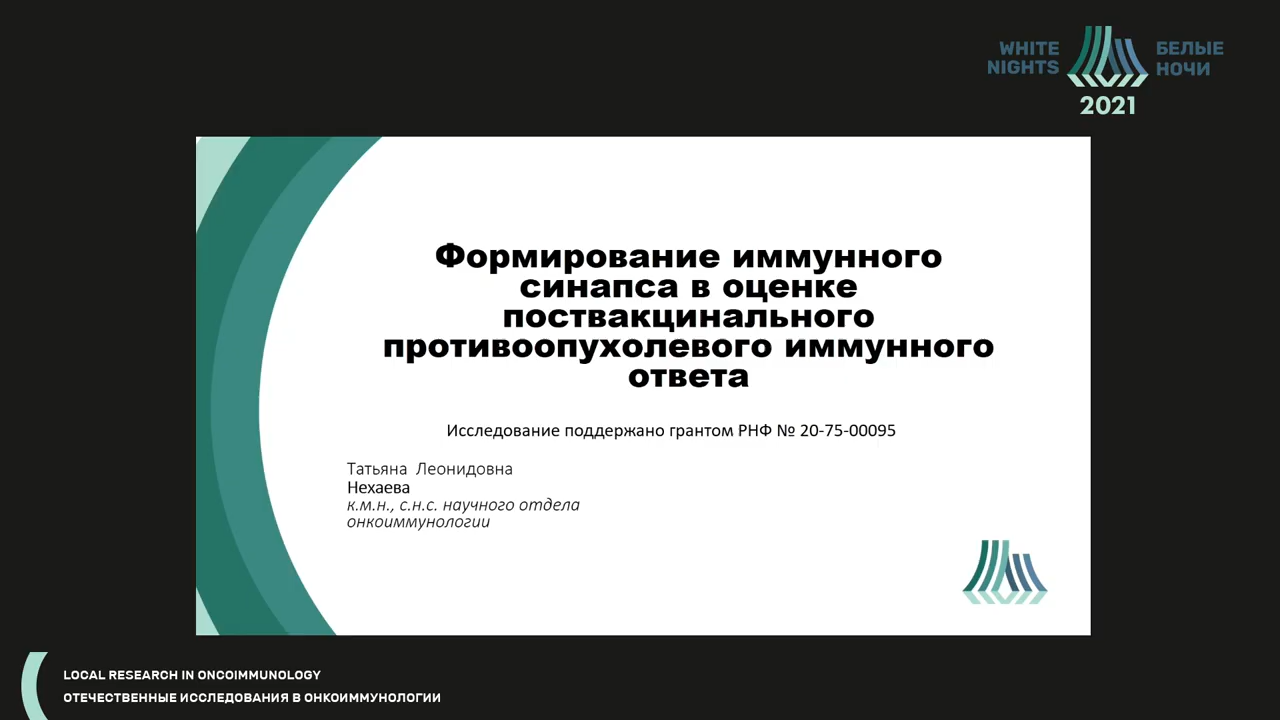 WHITE NIGHTS
БЕЛЫЕ НОЧИ
2021
Формирование иммунного
синапса в оценке
поствакцинального
противоопухолевого иммунного
ответа
Исследование поддержано грантом РНФ № 20-75-00095
Татьяна Леонидовна
Нехаева
к.м.н., с.н.с. научного отдела
онкоиммунологии
LOCAL RESEARCH IN ONCOIMMUNOLOGY
ОТЕЧЕСТВЕННЫЕ ИССЛЕДОВАНИЯ В ОНКОИММУНОЛОГИИ